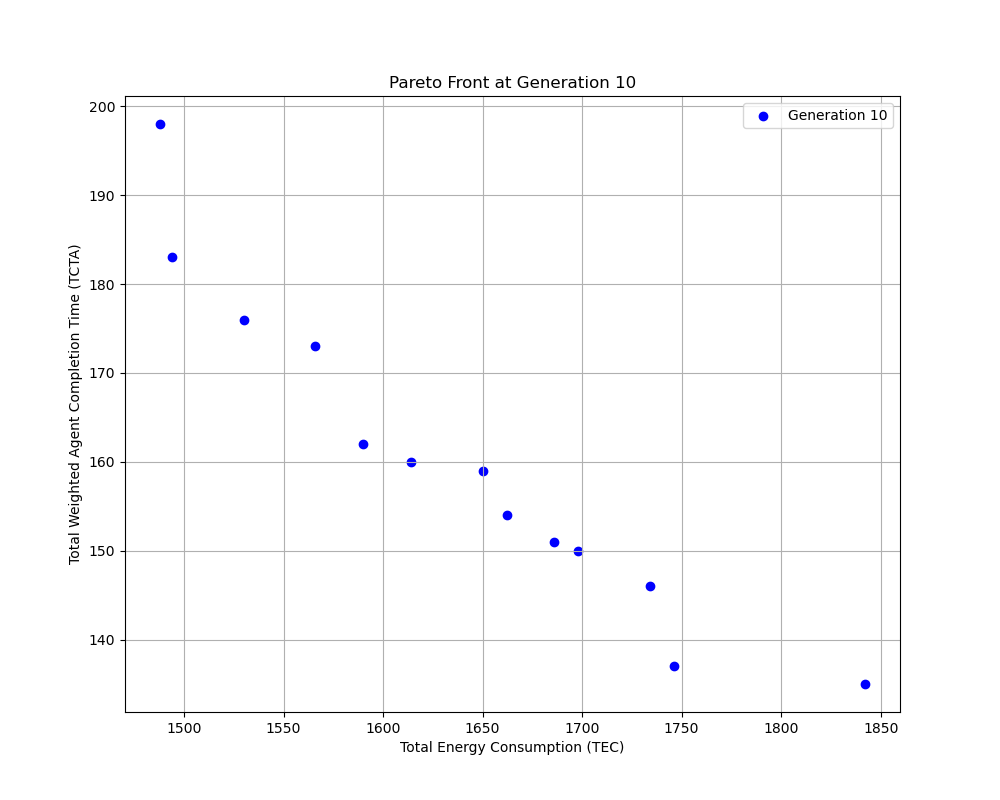 Pareto Front at Generation 10
Generation 10
200
190
180
170
160
150
140
Total Weighted Agent Completion Time (TCTA)
1500 1550 1600 1650 1700 1750 1800 1850
Total Energy Consumption (TEC)